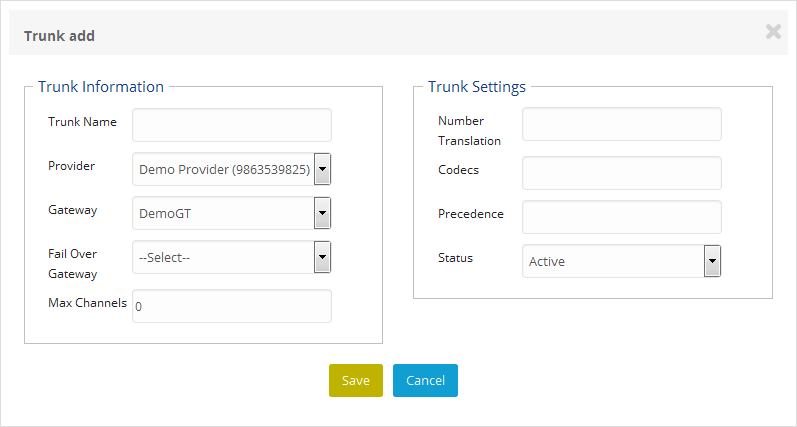 Trunk add
Trunk Information
Trunk Name
Provider
Demo Provider (9863539825)
Gateway
DemoGT
Fail Over
Gateway
--Select--
Max Channels
0
Trunk Settings
Number
Translation
Codecs
Precedence
Status
Active
Save
Cancel